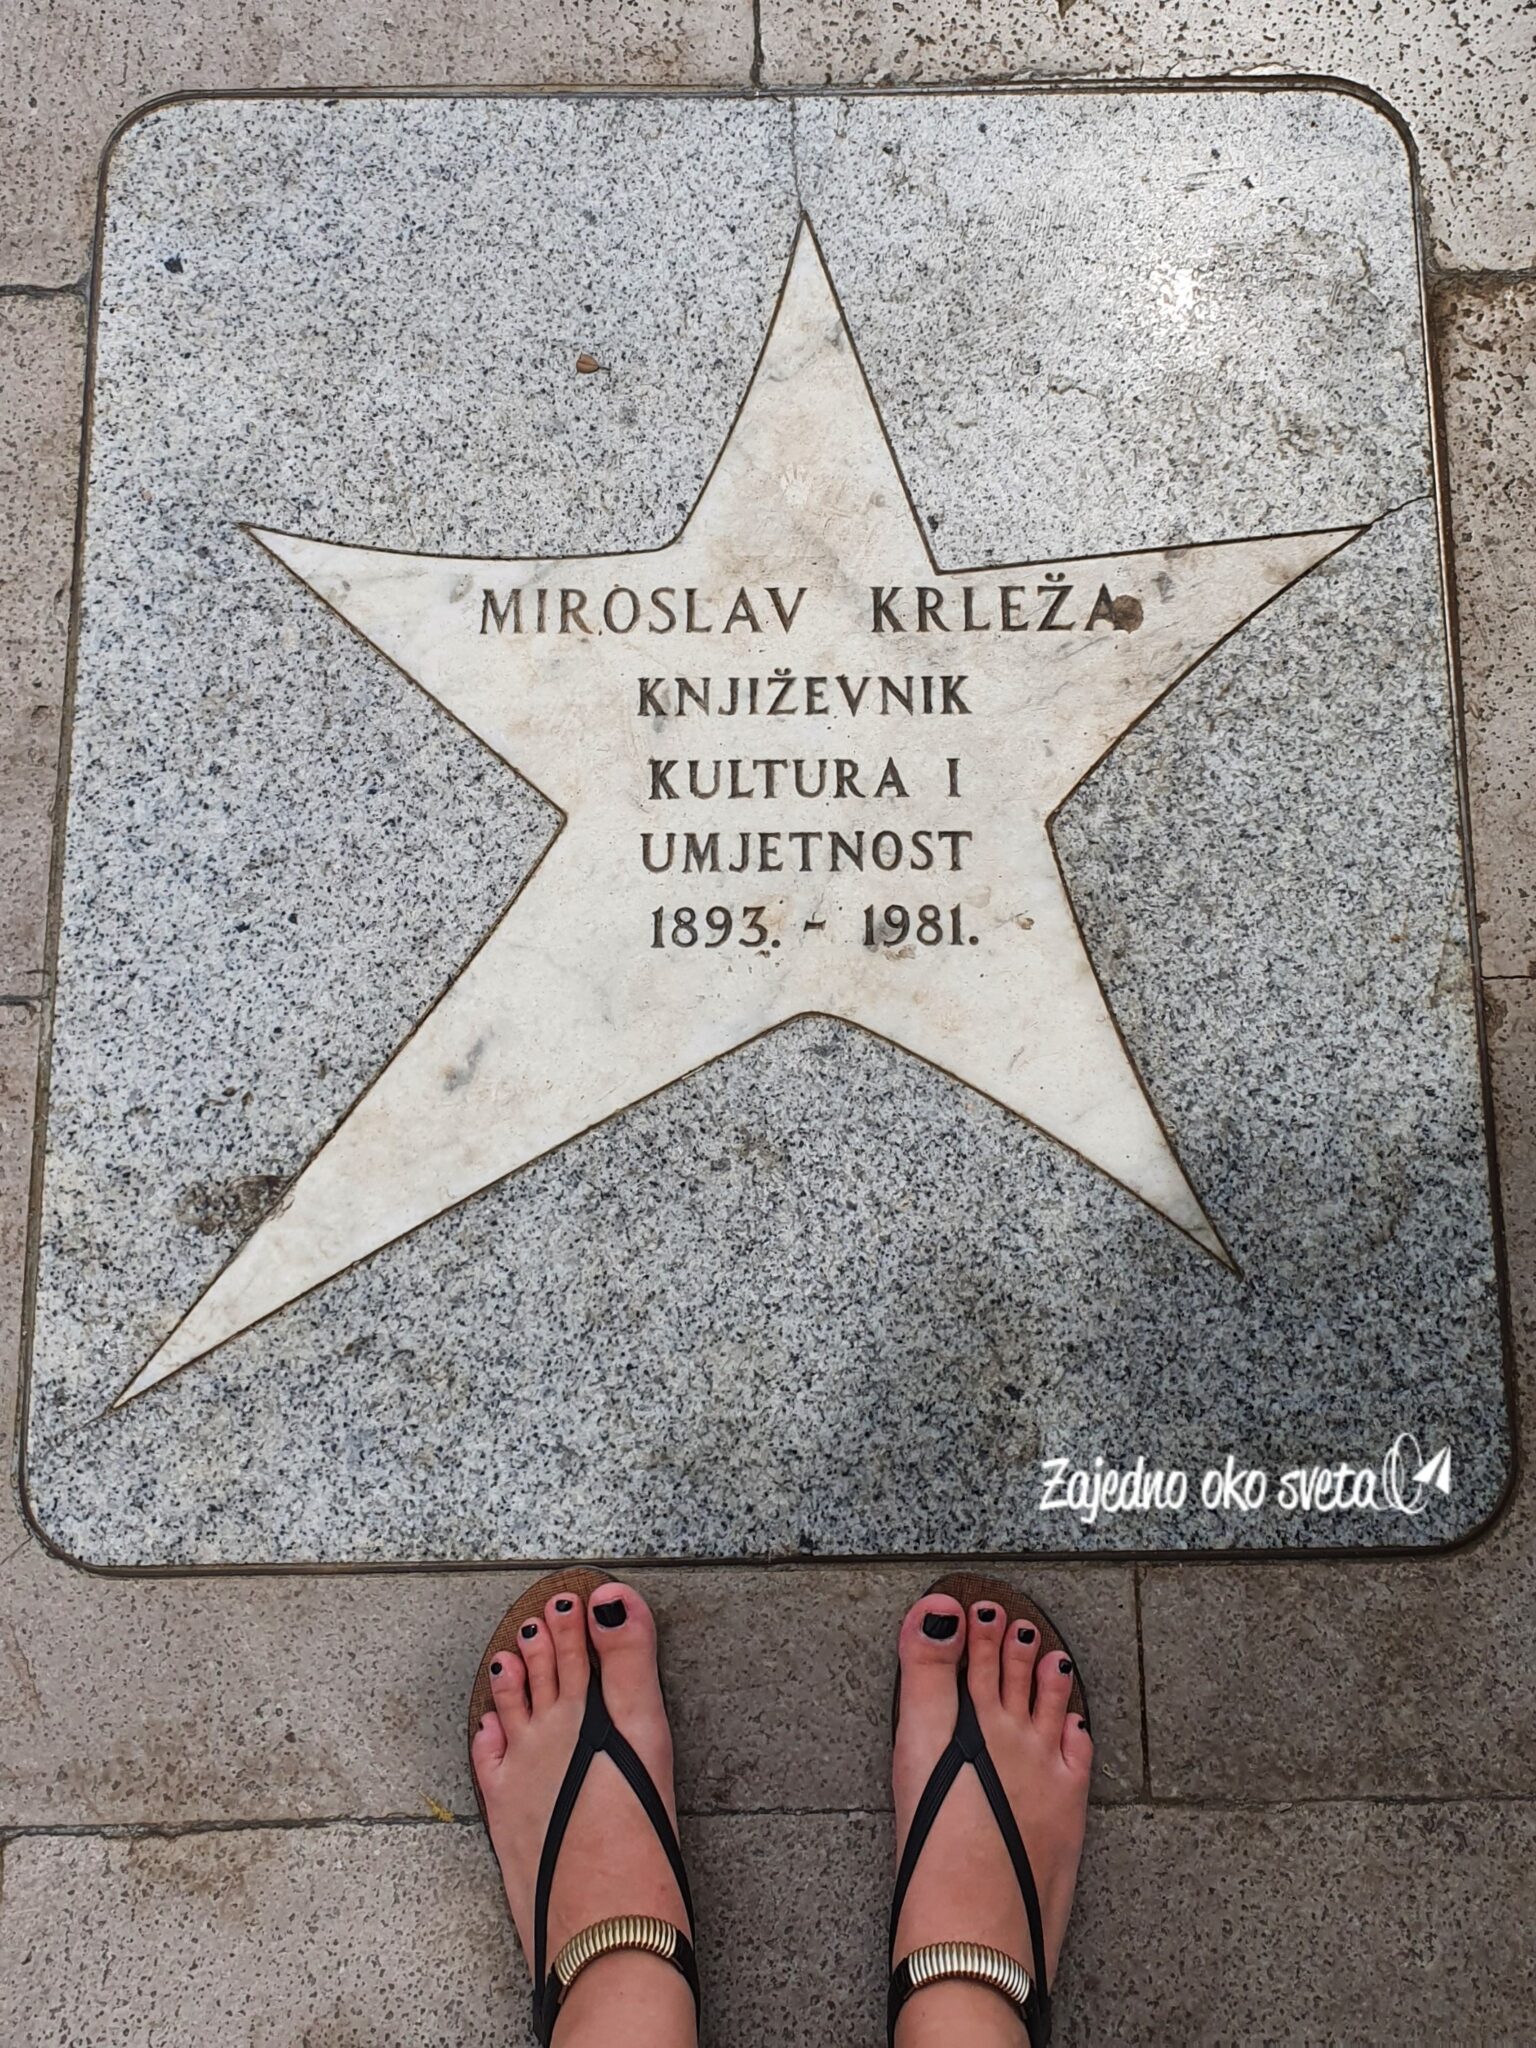 MIROSLAV KRLEŽA
KNJIŽEVNIK
KULTURA I
UMJETNOST
1893. - 1981.
Zajedno oko sveta